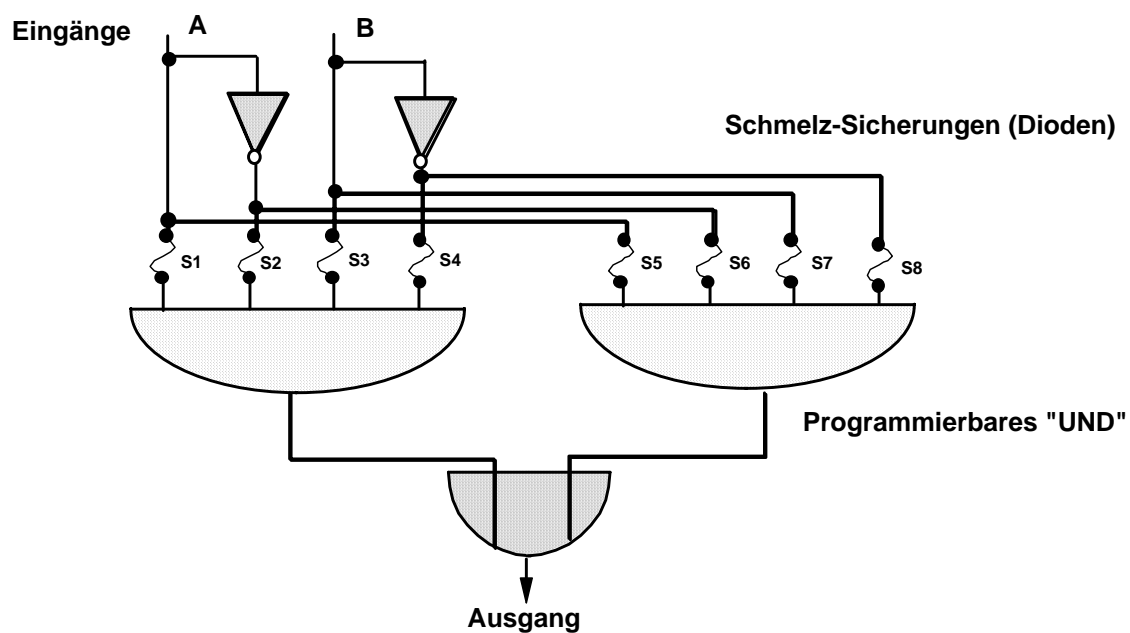 Eingänge
A
B
Schmelz-Sicherungen (Dioden)
S1
S2
S3
S4
S5
S6
S7
S8
Programmierbares "UND"
Ausgang